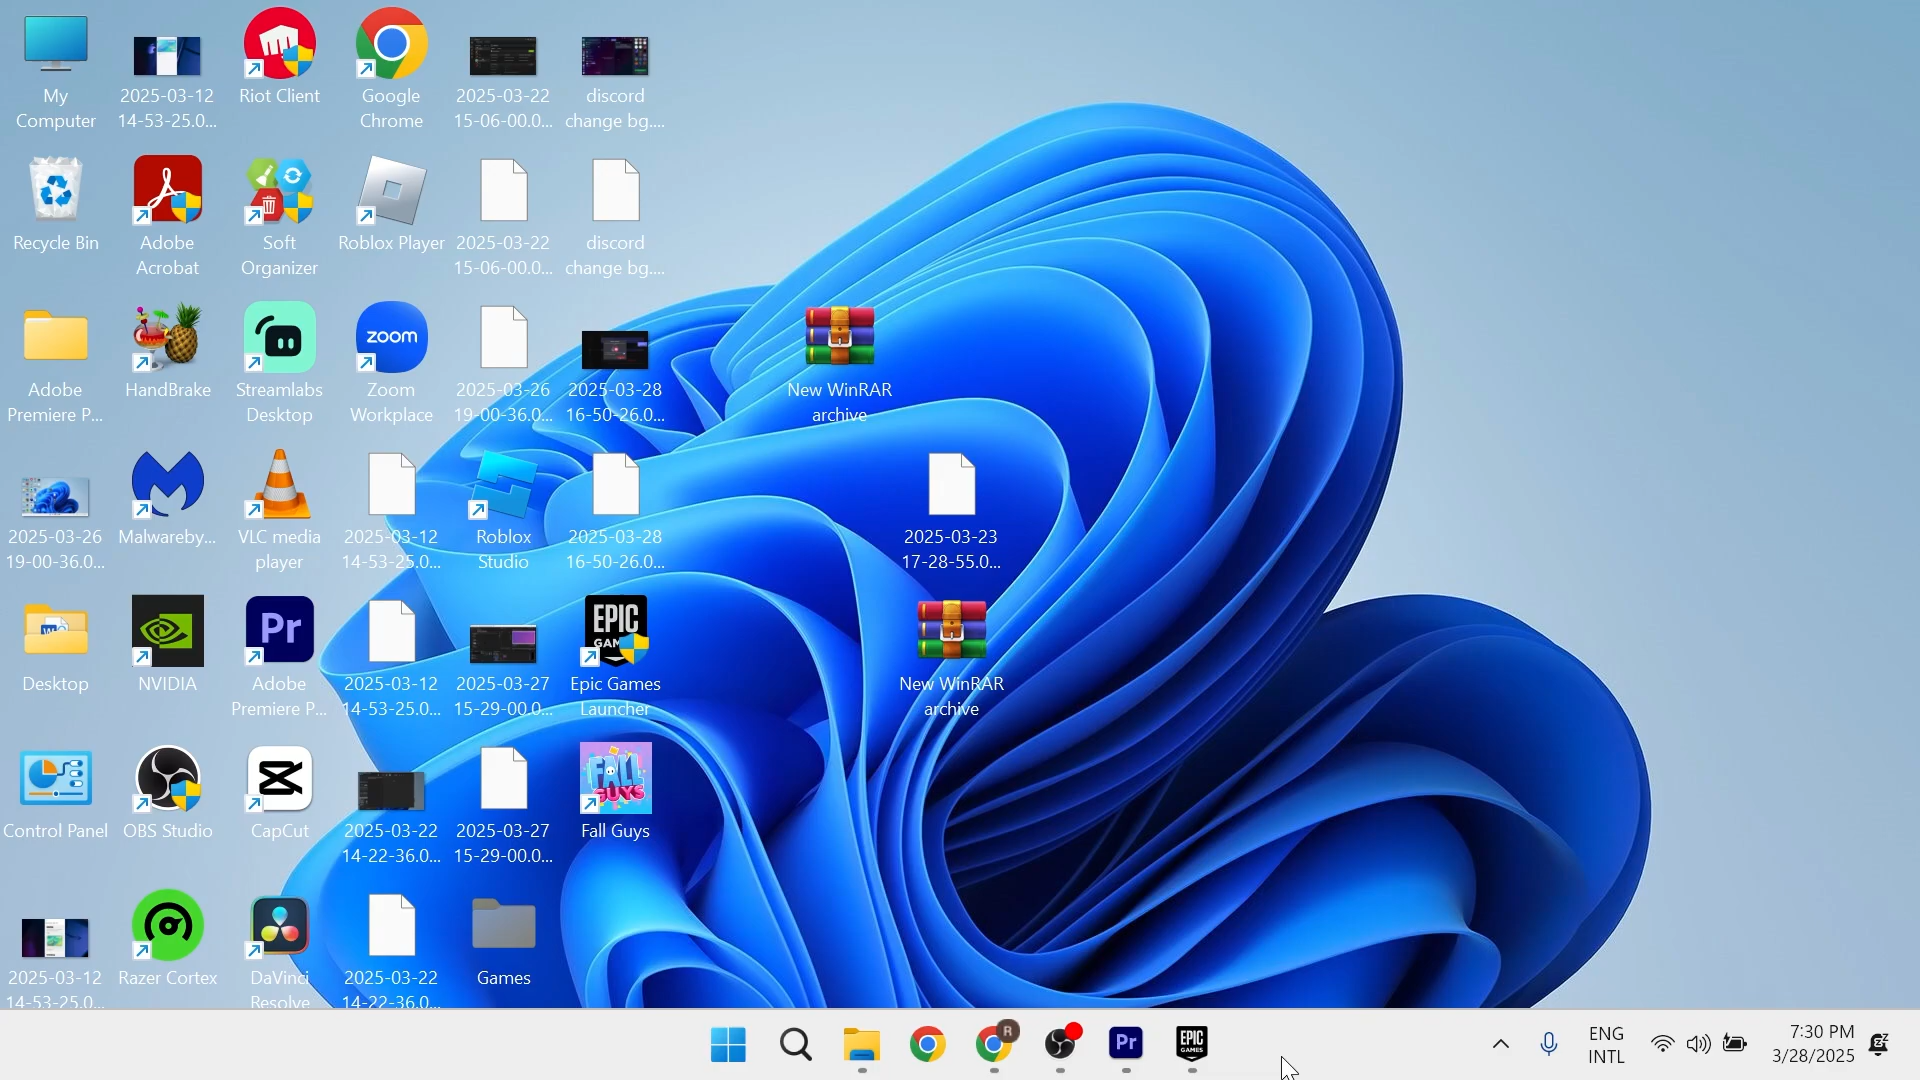 My
Computer
2025-03-12
14-53-25.0...
Riot Client
Google
Chrome
2025-03-22
15-06-00.0...
discord
change bg....
Recycle Bin
Adobe
Acrobat
Soft
Organizer
Roblox Player
2025-03-22
15-06-00.0...
discord
change bg....
Adobe
Premiere P...
HandBrake
Streamlabs
Desktop
zoom
Zoom
Workplace
2025-03-26
19-00-36.0...
2025-03-28
16-50-26.0...
New WinRAR
archive
2025-03-26
19-00-36.0...
Malwareby...
VLC media
player
2025-03-12
14-53-25.0...
Roblox
Studio
2025-03-28
16-50-26.0...
2025-03-23
17-28-55.0...
Desktop
NVIDIA
Pr
Adobe
Premiere P...
2025-03-12
14-53-25.0...
2025-03-27
15-29-00.0...
EPIC
Epic Games
Launcher
New WinRAR
archive
Control Panel
OBS Studio
CapCut
2025-03-22
14-22-36.0...
2025-03-27
15-29-00.0...
FALL
GUYS
Fall Guys
2025-03-12
14-53-25.0...
Razer Cortex
DaVinci
Resolve
2025-03-22
14-22-36.0...
Games
R
Pr
EPIC
GAMES
ENG
INTL
7:30 PM
3/28/2025